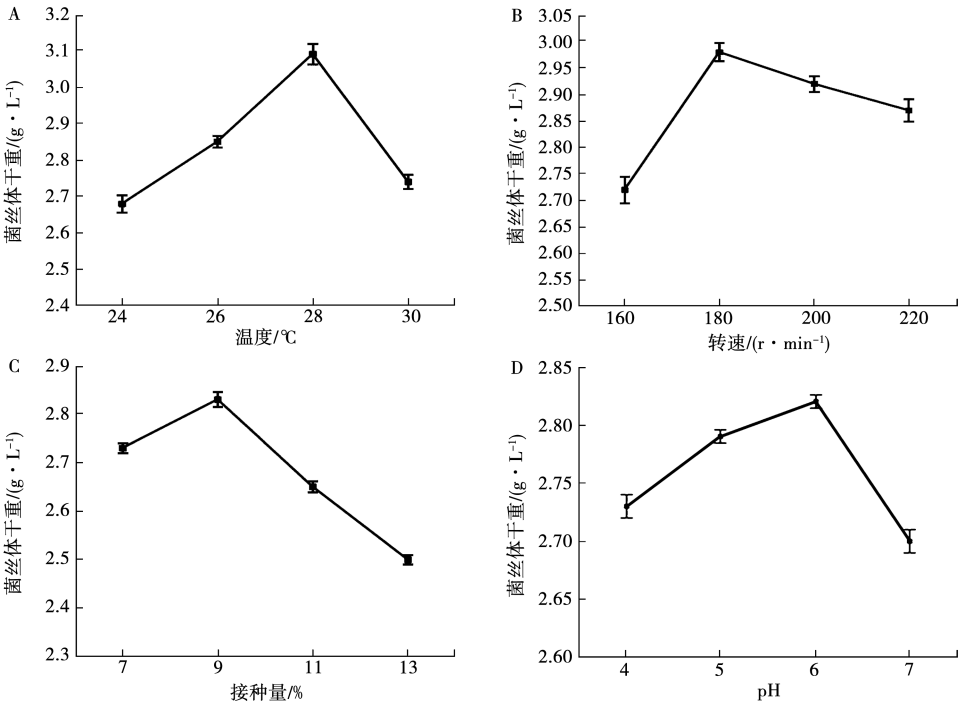 A
菌丝体干重/(g·L⁻¹)
3.2
3.1
3.0
2.9
2.8
2.7
2.6
2.5
2.4
24 26 28 30
温度/℃
B
菌丝体干重/(g·L⁻¹)
3.05
3.00
2.95
2.90
2.85
2.80
2.75
2.70
2.65
2.60
2.55
2.50
160 180 200 220
转速/(r·min⁻¹)
C
菌丝体干重/(g·L⁻¹)
2.9
2.8
2.7
2.6
2.5
2.4
2.3
7 9 11 13
接种量/%
D
菌丝体干重/(g·L⁻¹)
2.85
2.80
2.75
2.70
2.65
2.60
4 5 6 7
pH